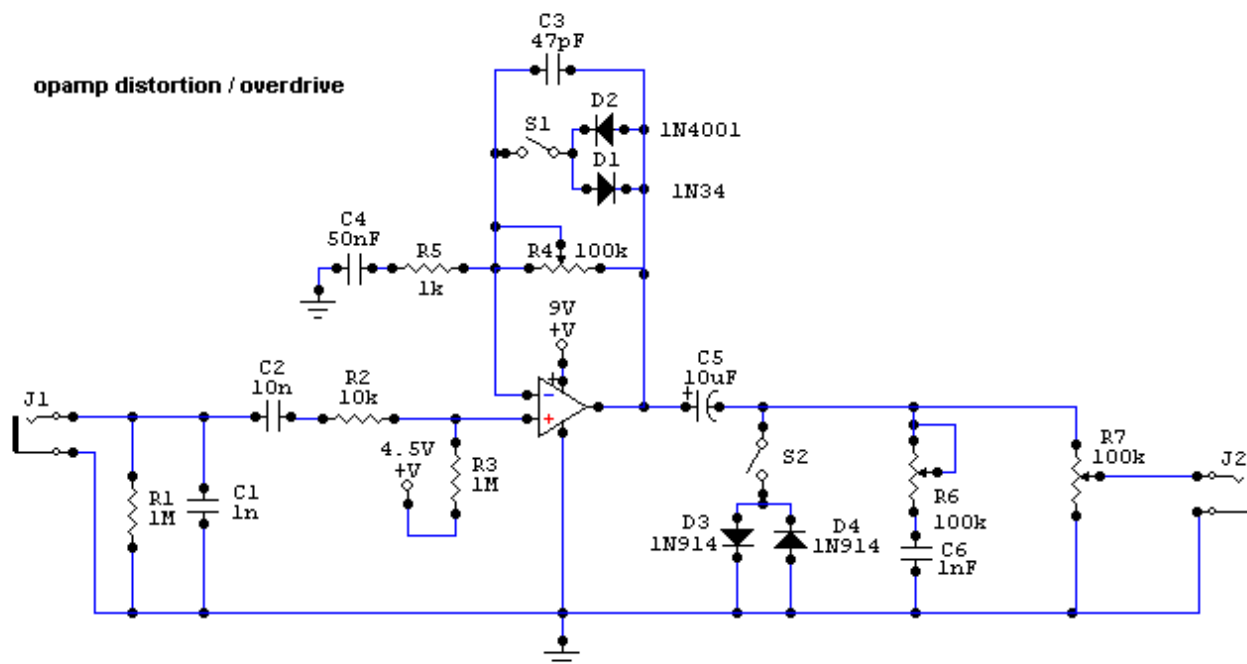 C3
47pF
opamp distortion / overdrive
D2
S1
1N4001
D1
1N34
C4
50nF
R5
1k
R4
100k
9V
+V
+
C2
10n
R2
10k
C5
10uF
+
J1
-
+
4.5V
+V
R3
1M
S2
R7
100k
J2
R1
1M
C1
1n
R6
100k
D3
1N914
D4
1N914
C6
1nF